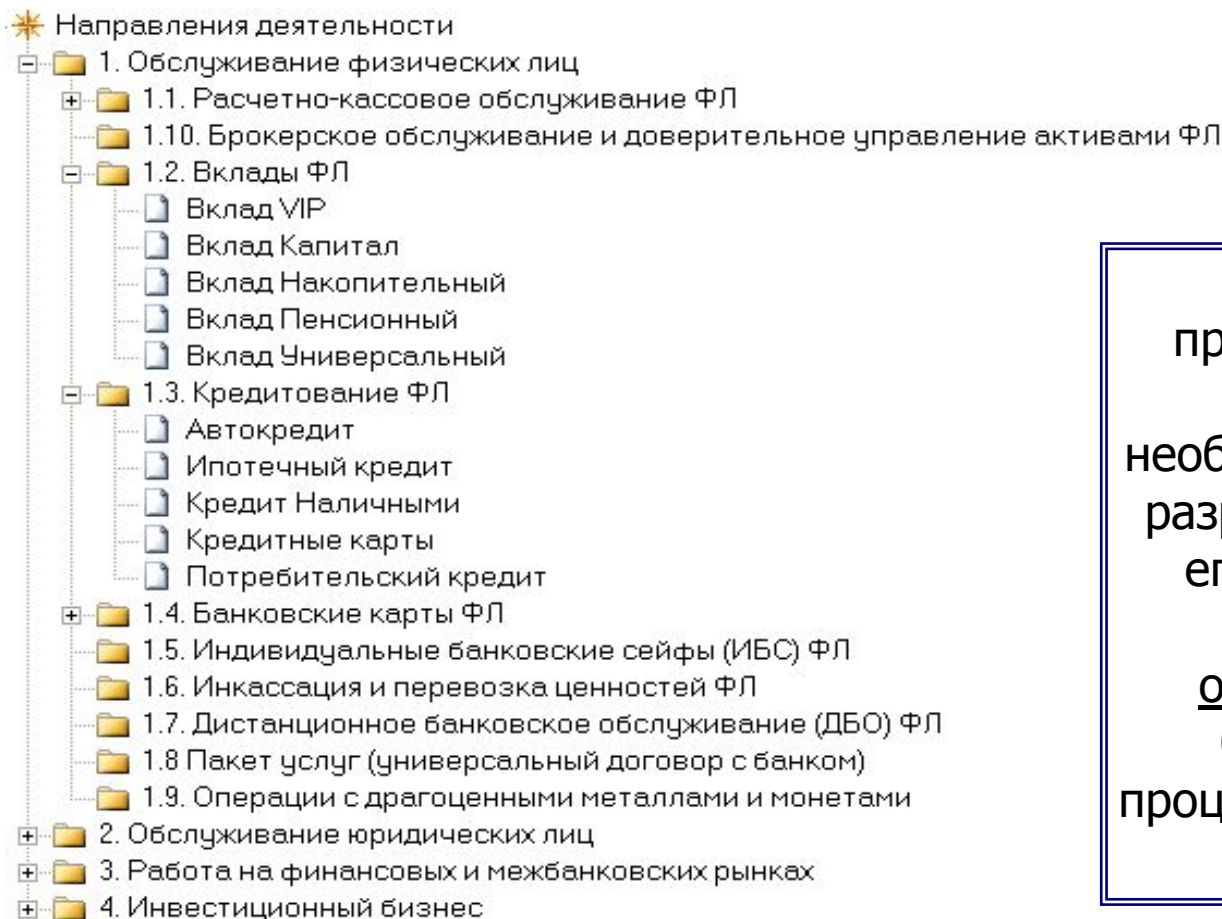 Направления деятельности
1. Обслуживание физических лиц
1.1. Расчетно-кассовое обслуживание ФЛ
1.10. Брокерское обслуживание и доверительное управление активами ФЛ
1.2. Вклады ФЛ
Вклад VIP
Вклад Капитал
Вклад Накопительный
Вклад Пенсионный
Вклад Универсальный
1.3. Кредитование ФЛ
Автокредит
Ипотечный кредит
Кредит Наличными
Кредитные карты
Потребительский кредит
1.4. Банковские карты ФЛ
1.5. Индивидуальные банковские сейфы (ИБС) ФЛ
1.6. Инкассация и перевозка ценностей ФЛ
1.7. Дистанционное банковское обслуживание (ДБО) ФЛ
1.8 Пакет услуг (универсальный договор с банком)
1.9. Операции с драгоценными металлами и монетами
2. Обслуживание юридических лиц
3. Работа на финансовых и межбанковских рынках
4. Инвестиционный бизнес